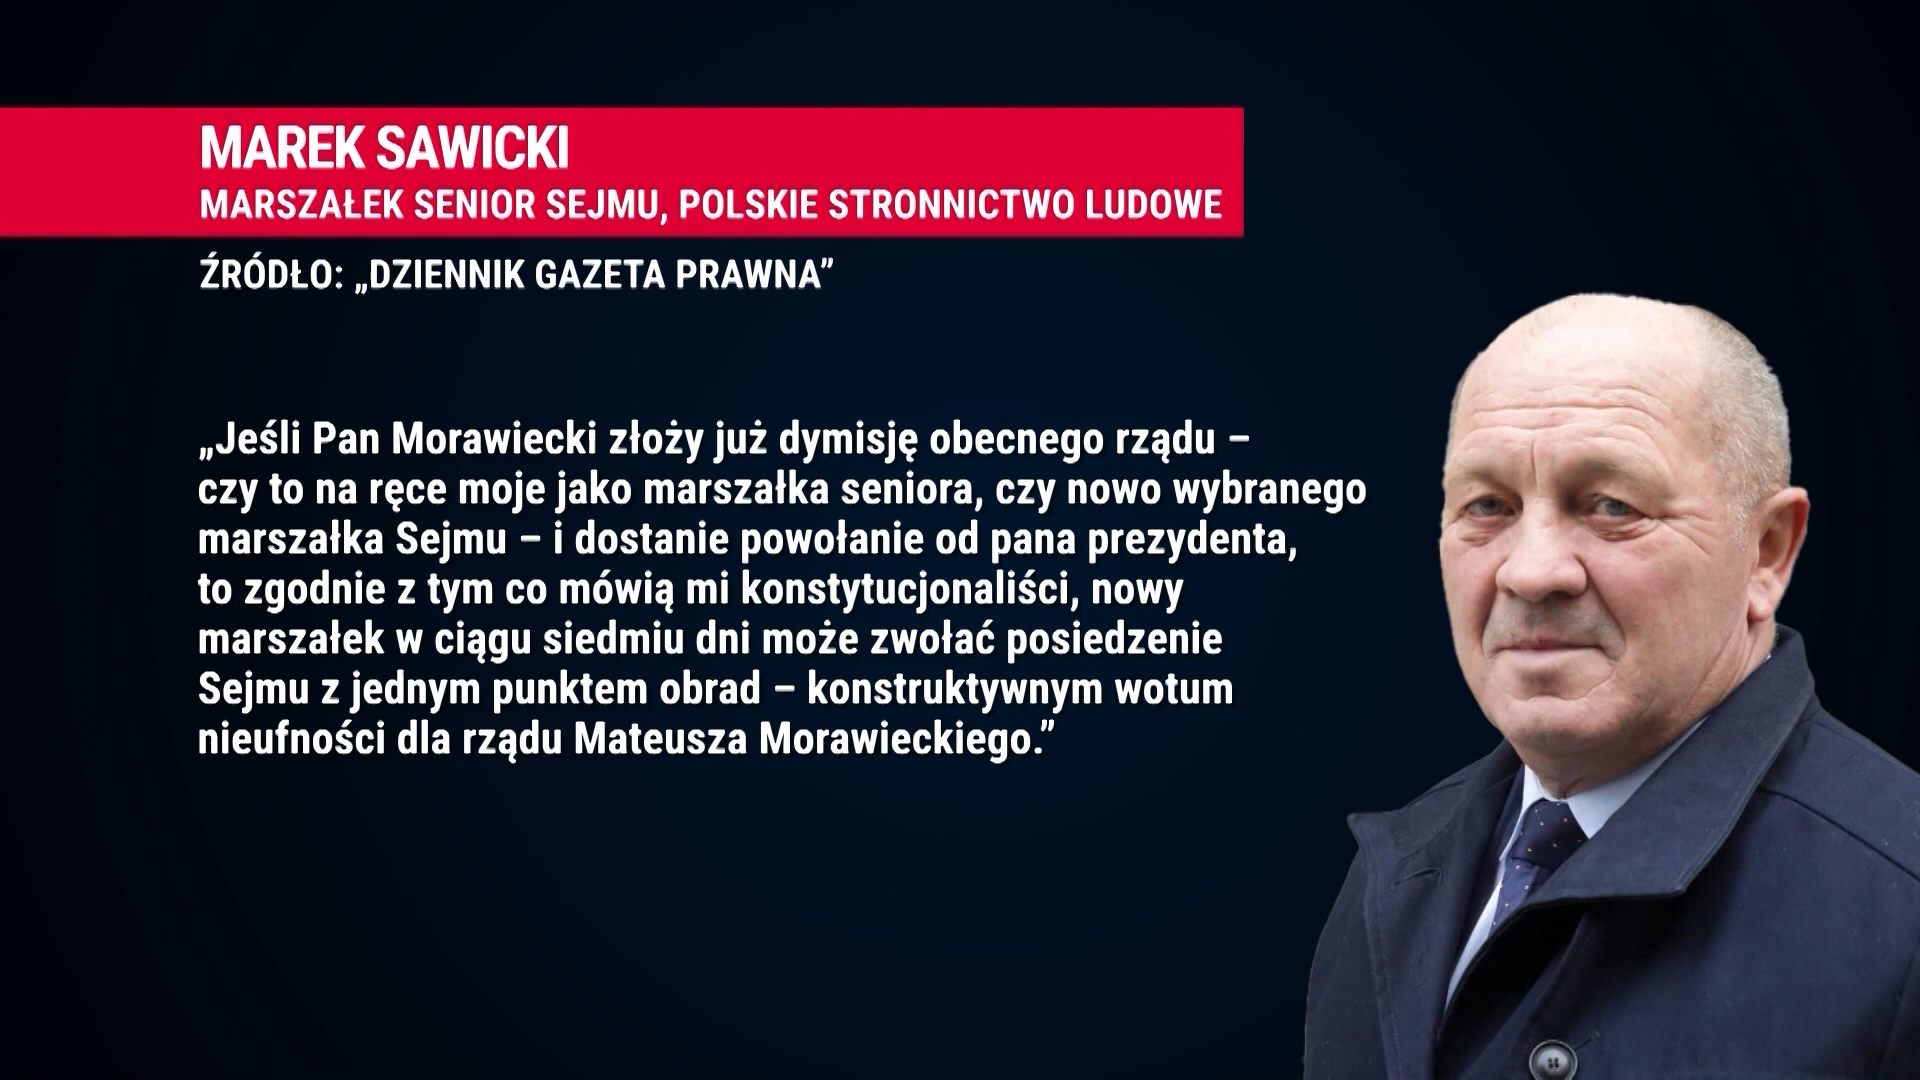 MAREK SAWICKI
MARSZAŁEK SENIOR SEJMU, POLSKIE STRONNICTWO LUDOWE
ŹRÓDŁO: „DZIENNIK GAZETA PRAWNA”
„Jeśli Pan Morawiecki złoży już dymisję obecnego rządu –
czy to na ręce moje jako marszałka seniora, czy nowo wybranego
marszałka Sejmu – i dostanie powołanie od pana prezydenta,
to zgodnie z tym co mówią mi konstytucjonaliści, nowy
marszałek w ciągu siedmiu dni może zwołać posiedzenie
Sejmu z jednym punktem obrad – konstruktywnym wotum
nieufności dla rządu Mateusza Morawieckiego.”